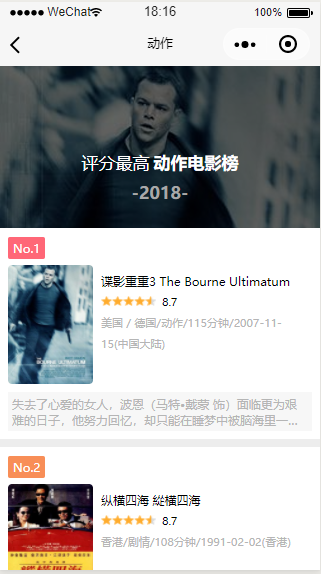 WeChat 18:16 100%
动作
评分最高 动作电影榜
-2018-
No.1
谍影重重3 The Bourne Ultimatum
8.7
美国 / 德国/动作/115分钟/2007-11-
15(中国大陆)
失去了心爱的女人，波恩（马特•戴蒙 饰）面临更为艰
难的日子，他努力回忆，却只能在睡梦中被脑海里一...
No.2
纵横四海 縱橫四海
8.7
香港/剧情/108分钟/1991-02-02(香港)